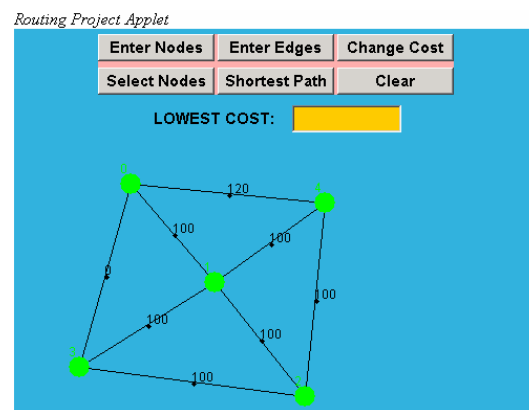 Routing Project Applet
Enter Nodes Enter Edges Change Cost
Select Nodes Shortest Path Clear
LOWEST COST:
120
100
100
0
100
100
100
100